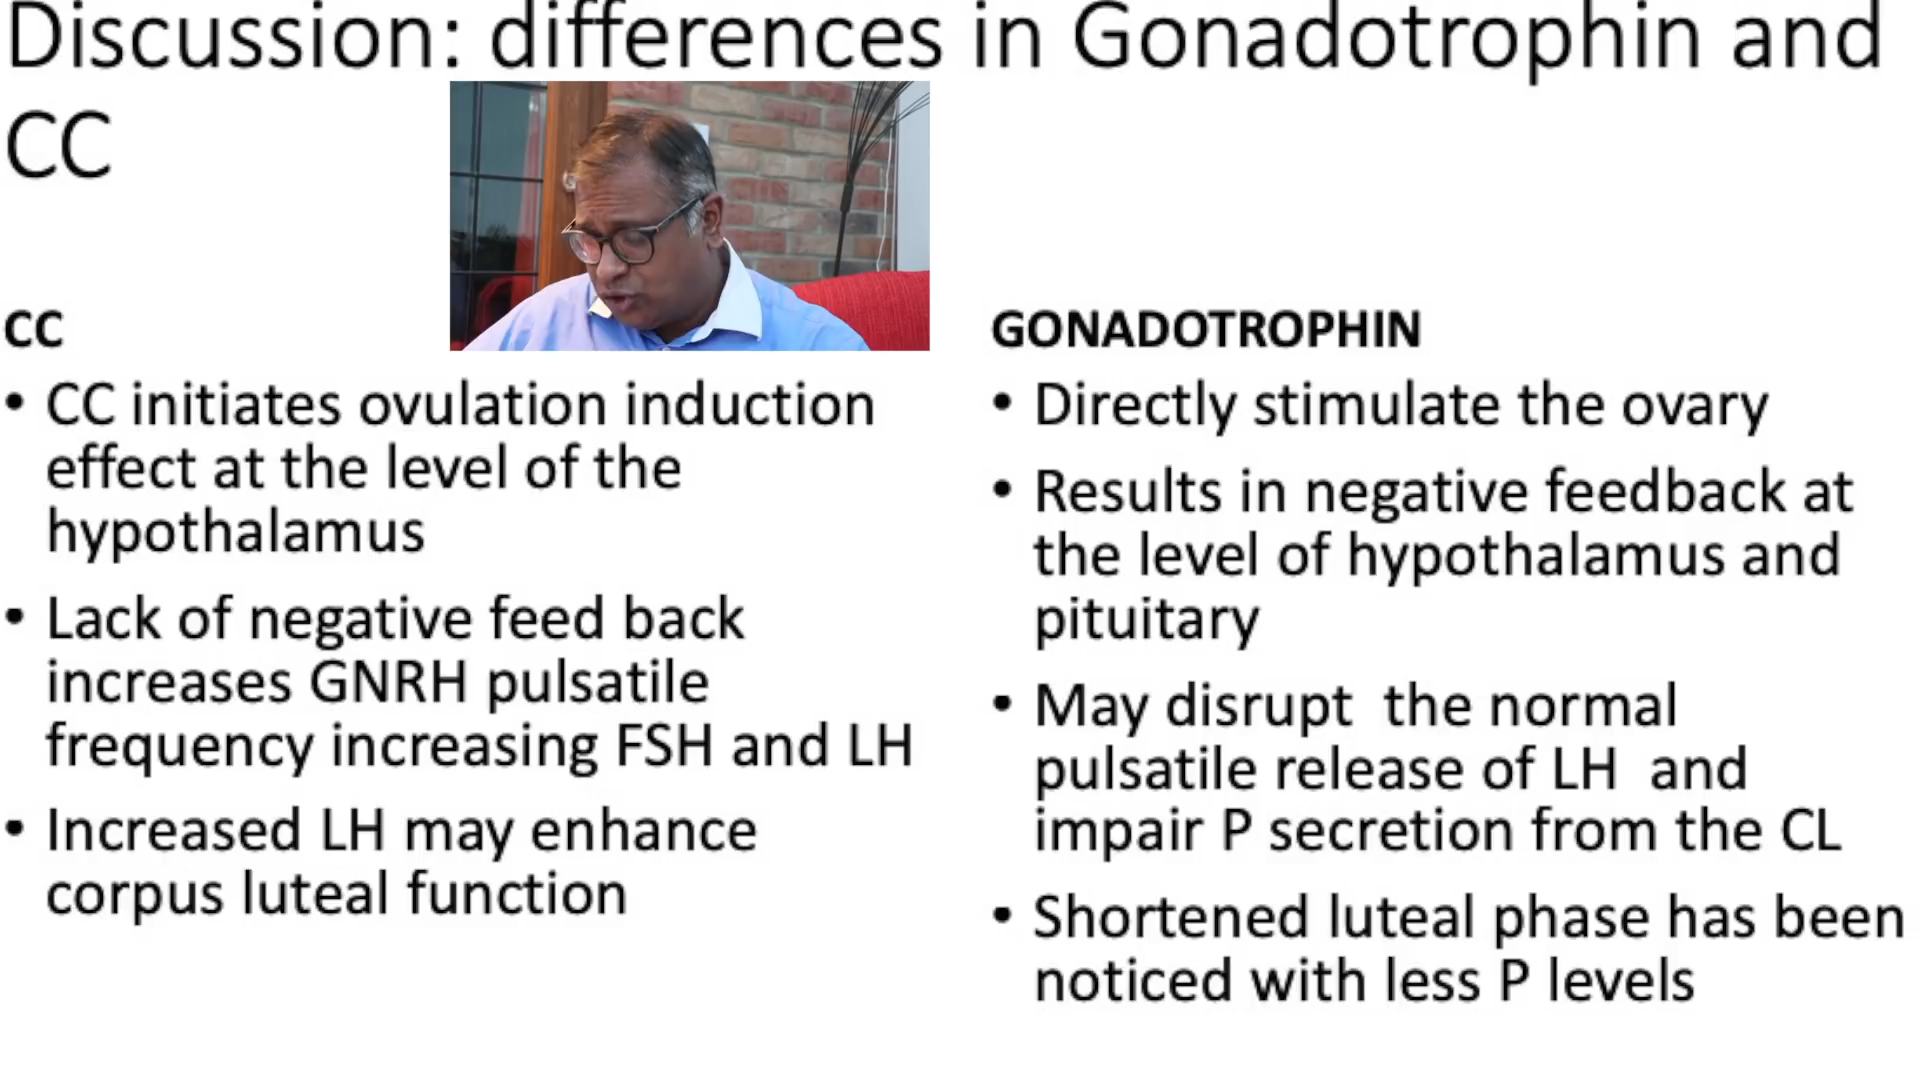 Discussion: differences in Gonadotrophin and
CC
CC
• CC initiates ovulation induction
effect at the level of the
hypothalamus
• Lack of negative feed back
increases GNRH pulsatile
frequency increasing FSH and LH
• Increased LH may enhance
corpus luteal function
GONADOTROPHIN
• Directly stimulate the ovary
• Results in negative feedback at
the level of hypothalamus and
pituitary
• May disrupt  the normal
pulsatile release of LH  and
impair P secretion from the CL
• Shortened luteal phase has been
noticed with less P levels